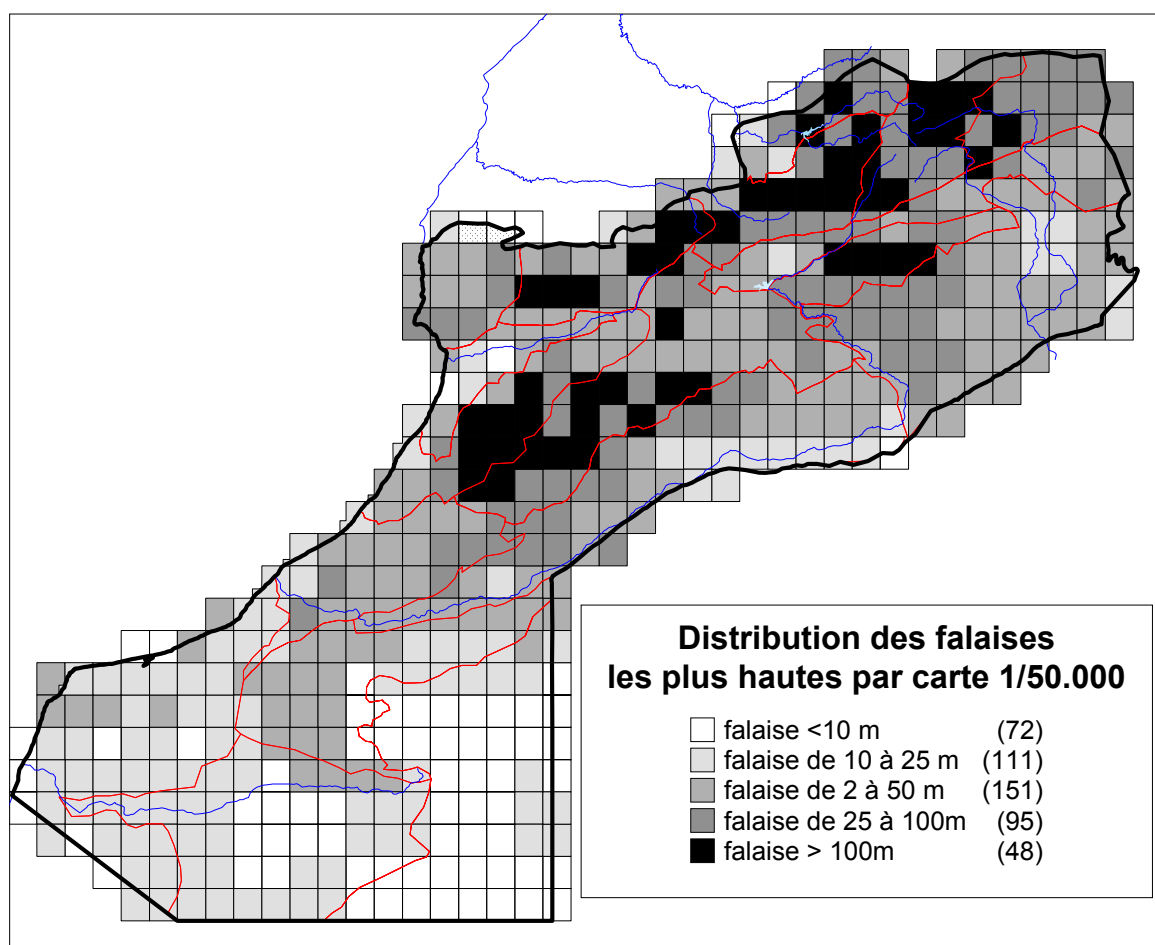 Distribution des falaises
les plus hautes par carte 1/50.000
falaise <10 m (72)
falaise de 10 à 25 m (111)
falaise de 2 à 50 m (151)
falaise de 25 à 100m (95)
falaise > 100m (48)